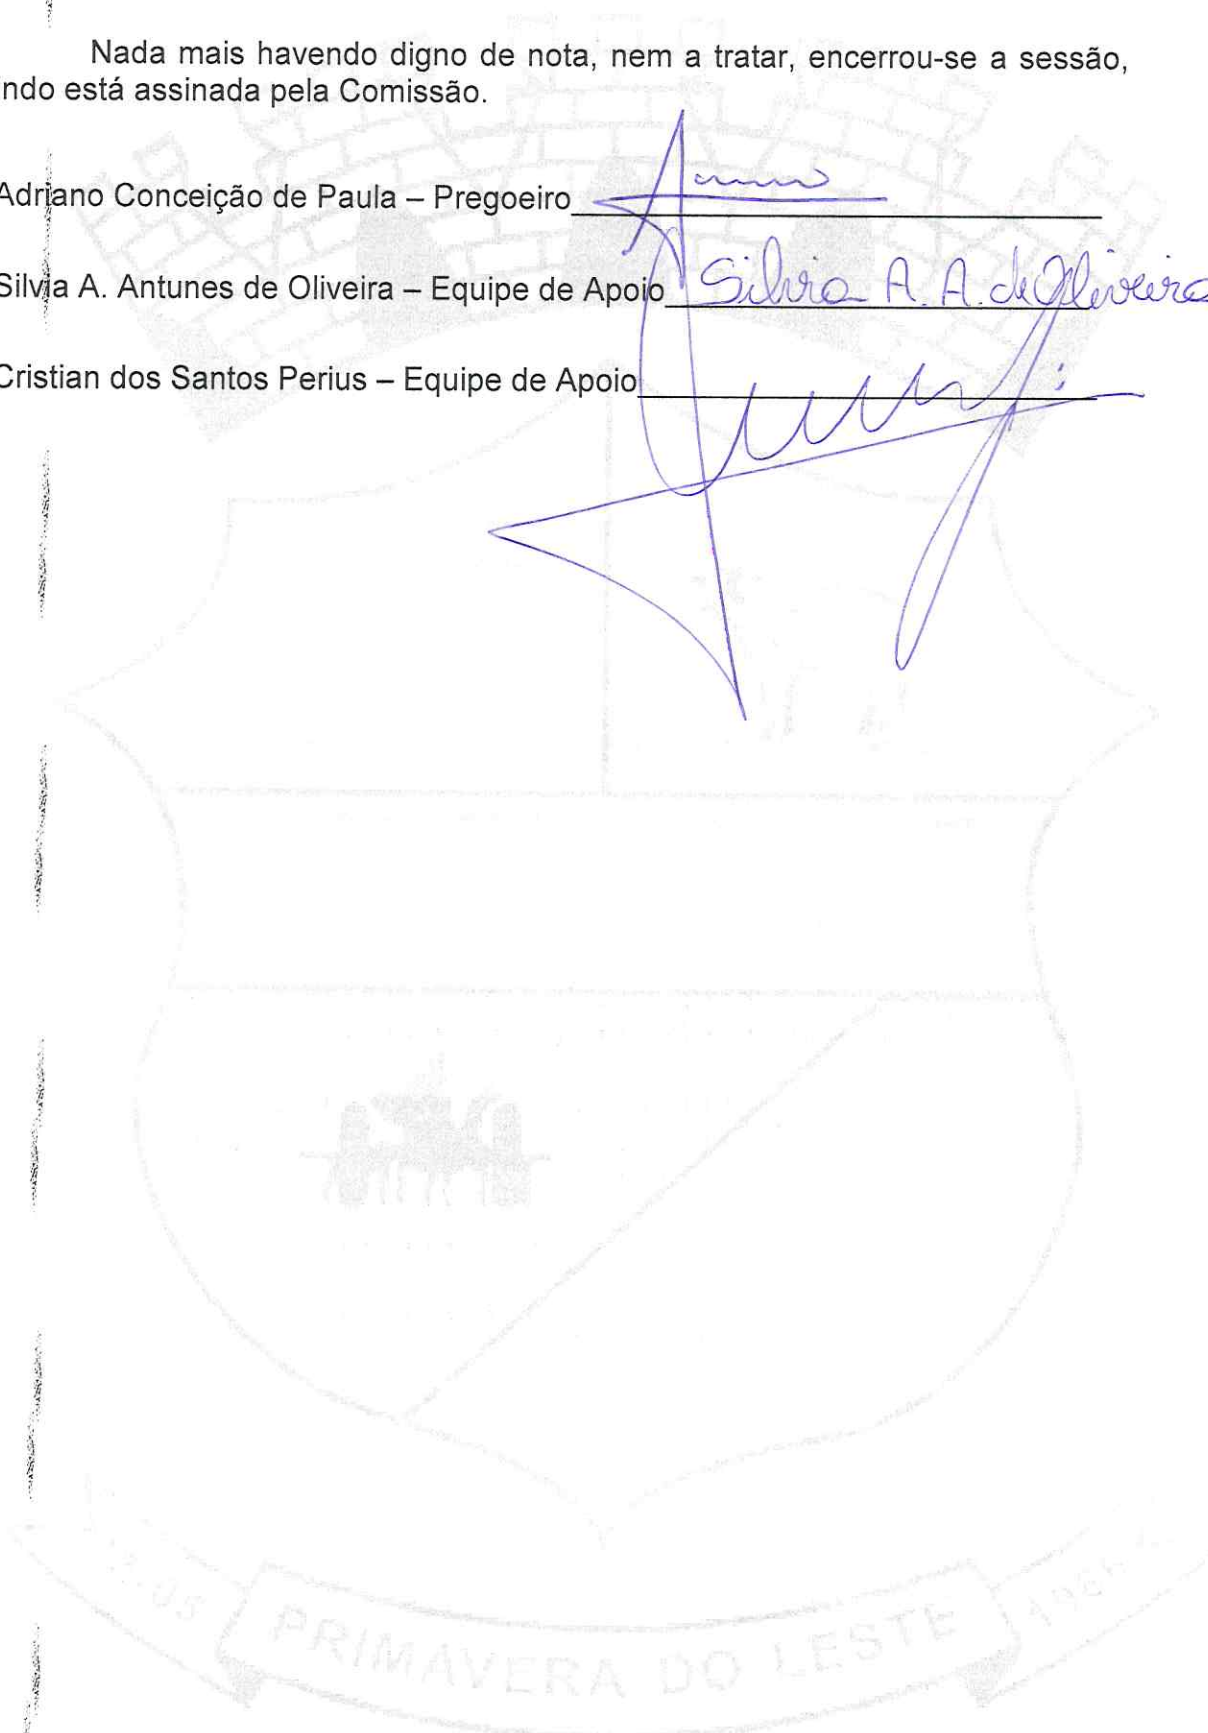 Nada mais havendo digno de nota, nem a tratar, encerrou-se a sessão,
ndo está assinada pela Comissão.
Adriano Conceição de Paula – Pregoeiro
Silvia A. Antunes de Oliveira – Equipe de Apoio Silvia A. A. de Oliveira
Cristian dos Santos Perius – Equipe de Apoio
PRIMAVERA DO LESTE